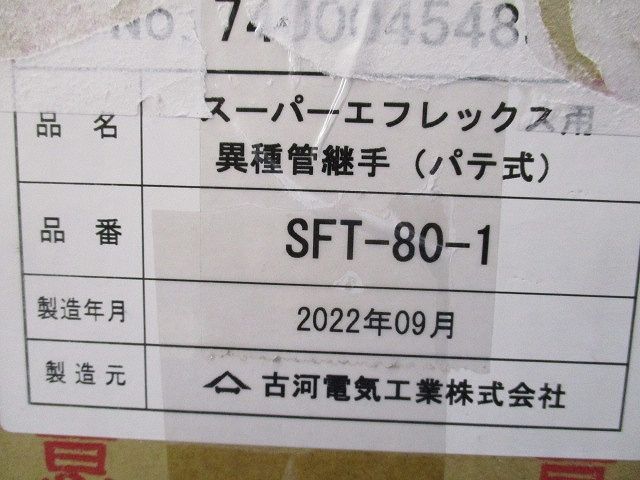 No. 7400045485
品名 スーパーエフレックス用
異種管継手（パテ式）
品番 SFT-80-1
製造年月 2022年09月
製造元 古河電気工業株式会社